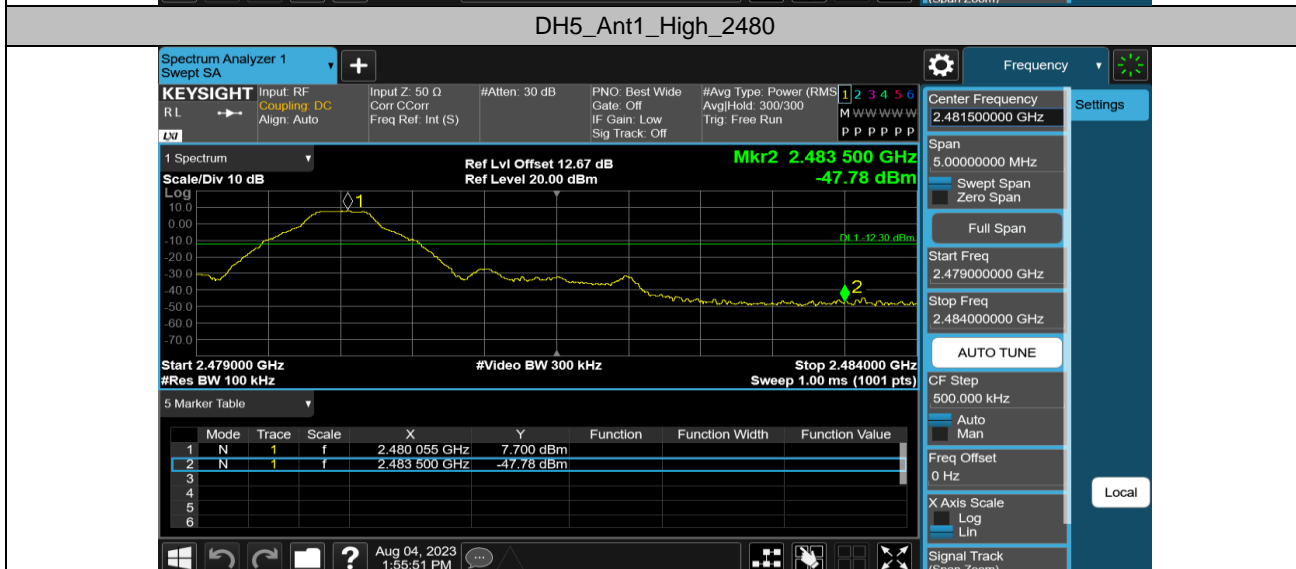 (Span Zoom)
DH5_Ant1_High_2480
Spectrum Analyzer 1
Swept SA
+
Frequency
KEYSIGHT
R L
LXI
Input: RF
Coupling: DC
Align: Auto
Input Z: 50 Ω
Corr CCorr
Freq Ref: Int (S)
#Atten: 30 dB
PNO: Best Wide
Gate: Off
IF Gain: Low
Sig Track: Off
#Avg Type: Power (RMS
Avg|Hold: 300/300
Trig: Free Run
1 2 3 4 5 6
M W W W W W
P P P P P P
Center Frequency
2.481500000 GHz
Settings
Span
5.00000000 MHz
Swept Span
Zero Span
Full Span
Start Freq
2.479000000 GHz
Stop Freq
2.484000000 GHz
AUTO TUNE
CF Step
500.000 kHz
Auto
Man
Freq Offset
0 Hz
X Axis Scale
Log
Lin
Signal Track
(Span Zoom)
Local
1 Spectrum
Scale/Div 10 dB
Ref Lvl Offset 12.67 dB
Ref Level 20.00 dBm
Mkr2 2.483 500 GHz
-47.78 dBm
Log
10.0
0.00
-10.0
-20.0
-30.0
-40.0
-50.0
-60.0
-70.0
1
DL1 -12.30 dBm
2
Start 2.479000 GHz
#Res BW 100 kHz
#Video BW 300 kHz
Stop 2.484000 GHz
Sweep 1.00 ms (1001 pts)
5 Marker Table
Mode Trace Scale X Y Function Function Width Function Value
1 N 1 f 2.480 055 GHz 7.700 dBm
2 N 1 f 2.483 500 GHz -47.78 dBm
3
4
5
6
?
Aug 04, 2023
1:55:51 PM